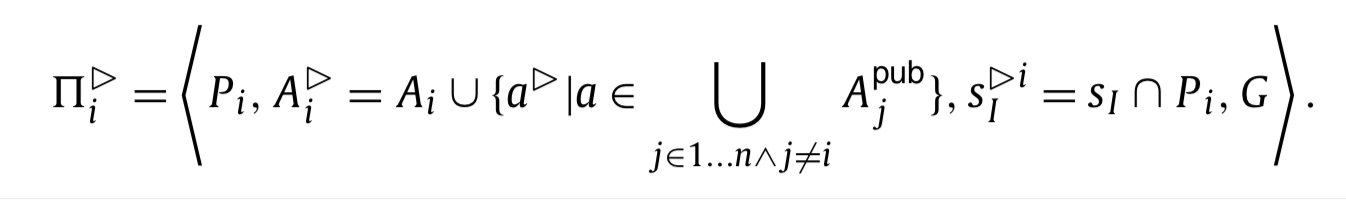 Π_i^▷ = ⟨ P_i, A_i^▷ = A_i ∪ {a^▷ | a ∈ ⋃_{j∈1…n∧j≠i} A_j^pub}, s_I^{▷i} = s_I ∩ P_i, G ⟩.